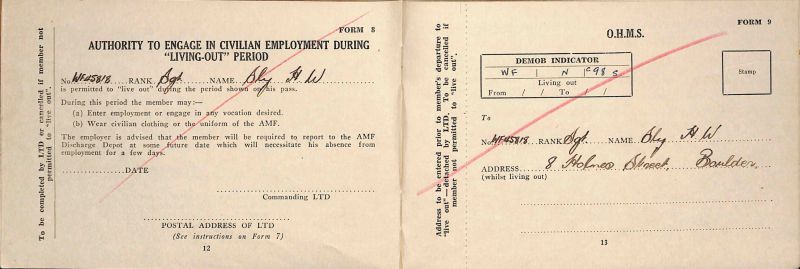 To be completed by LTD or cancelled if member not
permitted to "live out".
FORM 8
AUTHORITY TO ENGAGE IN CIVILIAN EMPLOYMENT DURING
"LIVING-OUT" PERIOD
No. WF45818 RANK Sgt NAME Sly H W
is permitted to "live out" during the period shown on his pass.
During this period the member may:—
(a) Enter employment or engage in any vocation desired.
(b) Wear civilian clothing or the uniform of the AMF.
The employer is advised that the member will be required to report to the AMF
Discharge Depot at some future date which will necessitate his absence from
employment for a few days.
DATE
Commanding LTD
POSTAL ADDRESS OF LTD
(See instructions on Form 7)
12
Address to be entered prior to member's departure to
"live out"—detached by LTD. To be cancelled if
member not permitted to "live out".
FORM 9
O.H.M.S.
DEMOB INDICATOR
WF | N | 98 S
Living out
From / / To / /
Stamp
To
No. WF45818 RANK Sgt NAME Sly H W
ADDRESS 8 Holmes Street, Boulder.
(whilst living out)
13